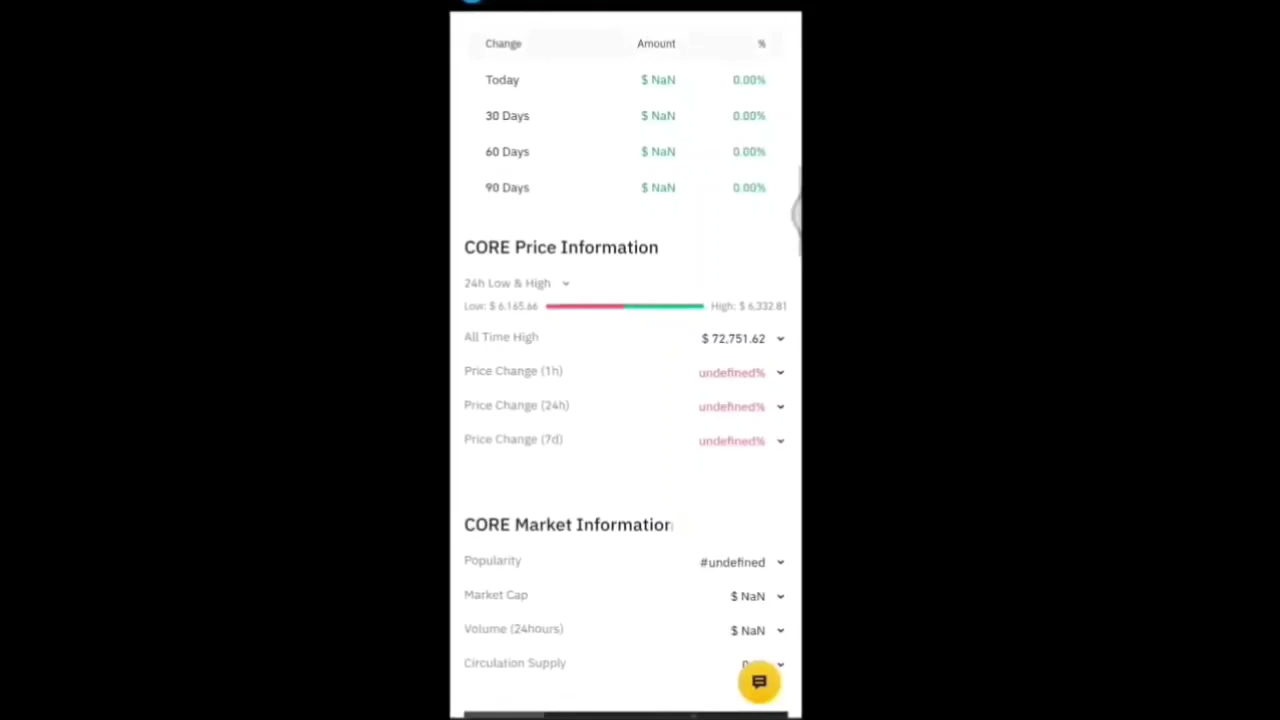 Change Amount %
Today $ NaN 0.00%
30 Days $ NaN 0.00%
60 Days $ NaN 0.00%
90 Days $ NaN 0.00%
CORE Price Information
24h Low & High
Low: $ 6,165.66 High: $ 6,332.81
All Time High $ 72,751.62
Price Change (1h) undefined%
Price Change (24h) undefined%
Price Change (7d) undefined%
CORE Market Information
Popularity #undefined
Market Cap $ NaN
Volume (24hours) $ NaN
Circulation Supply